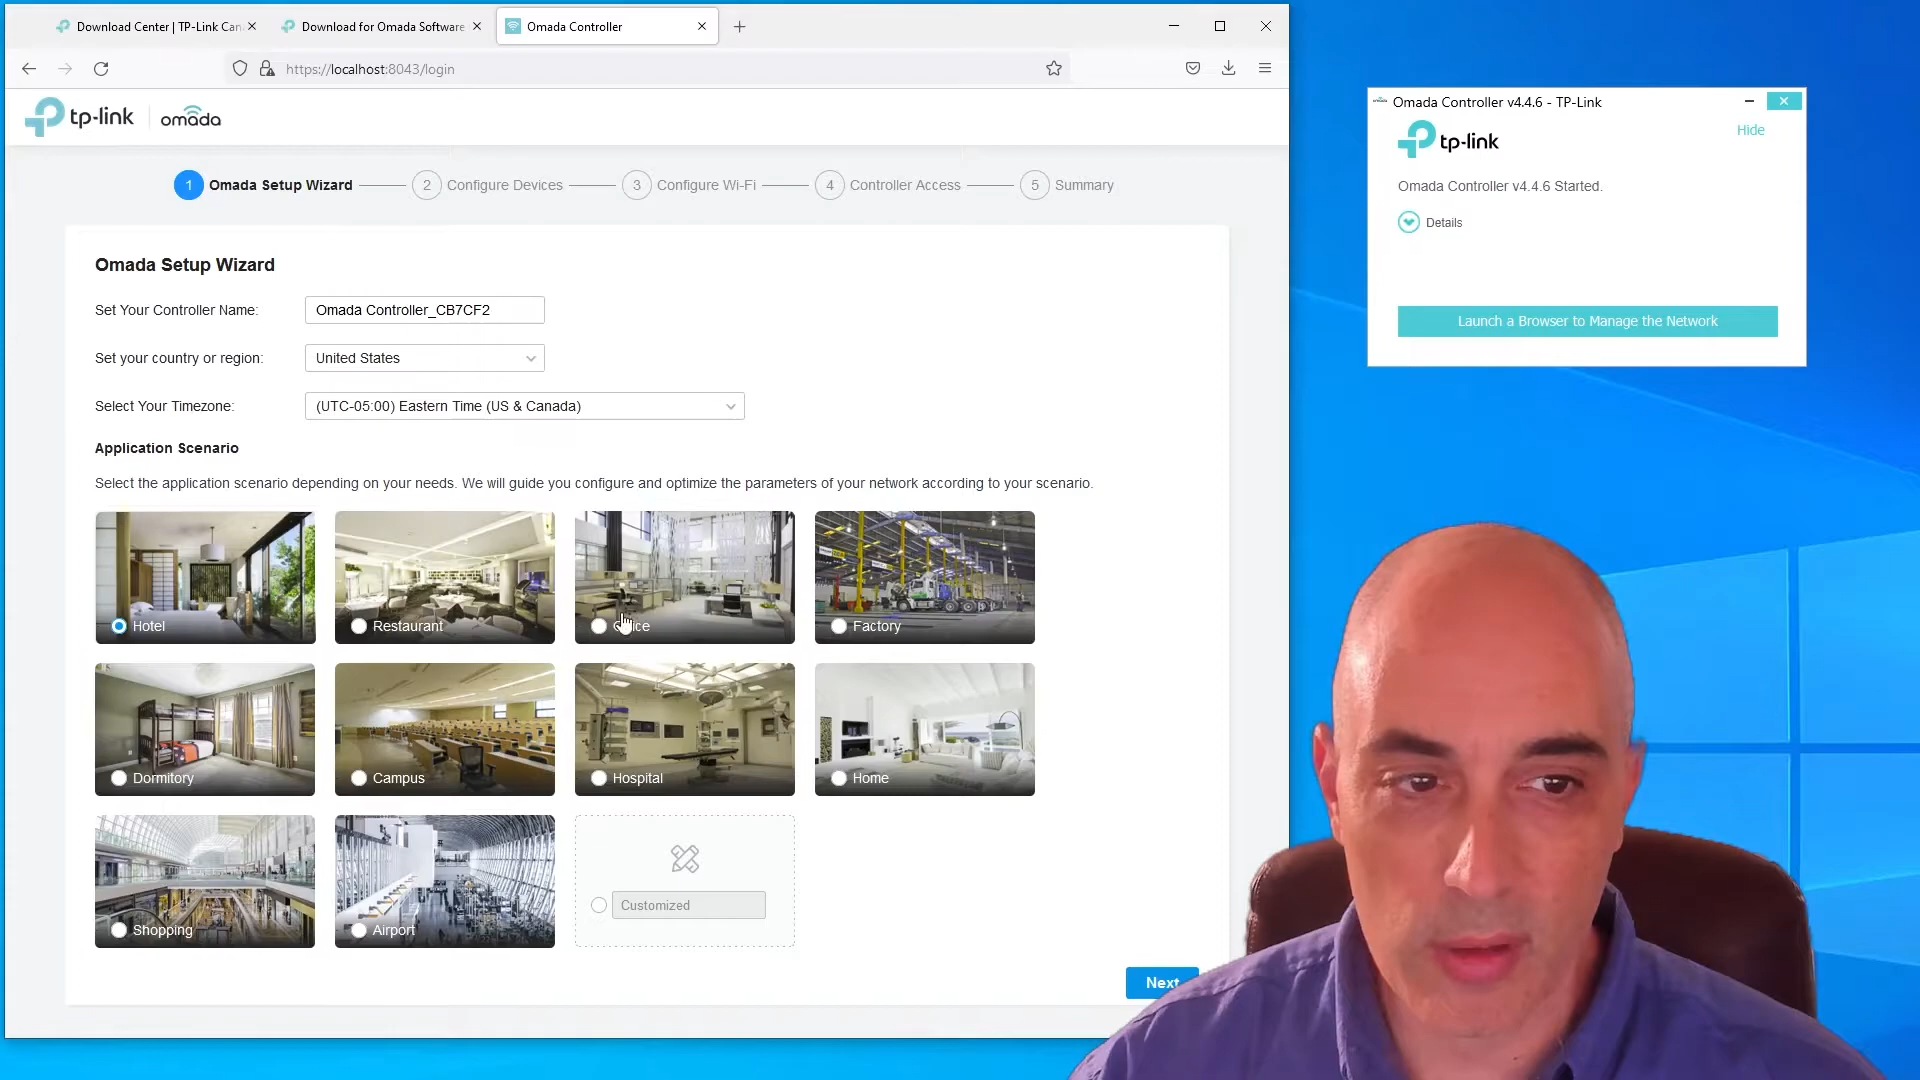 Download Center | TP-Link Can
Download for Omada Software
Omada Controller
https://localhost:8043/login
tp-link
omada
1 Omada Setup Wizard
2 Configure Devices
3 Configure Wi-Fi
4 Controller Access
5 Summary
Omada Setup Wizard
Set Your Controller Name: Omada Controller_CB7CF2
Set your country or region: United States
Select Your Timezone: (UTC-05:00) Eastern Time (US & Canada)
Application Scenario
Select the application scenario depending on your needs. We will guide you configure and optimize the parameters of your network according to your scenario.
Hotel
Restaurant
Factory
Dormitory
Campus
Hospital
Home
Shopping
Airport
Customized
Next
Omada Controller v4.4.6 - TP-Link
Hide
tp-link
Omada Controller v4.4.6 Started.
Details
Launch a Browser to Manage the Network